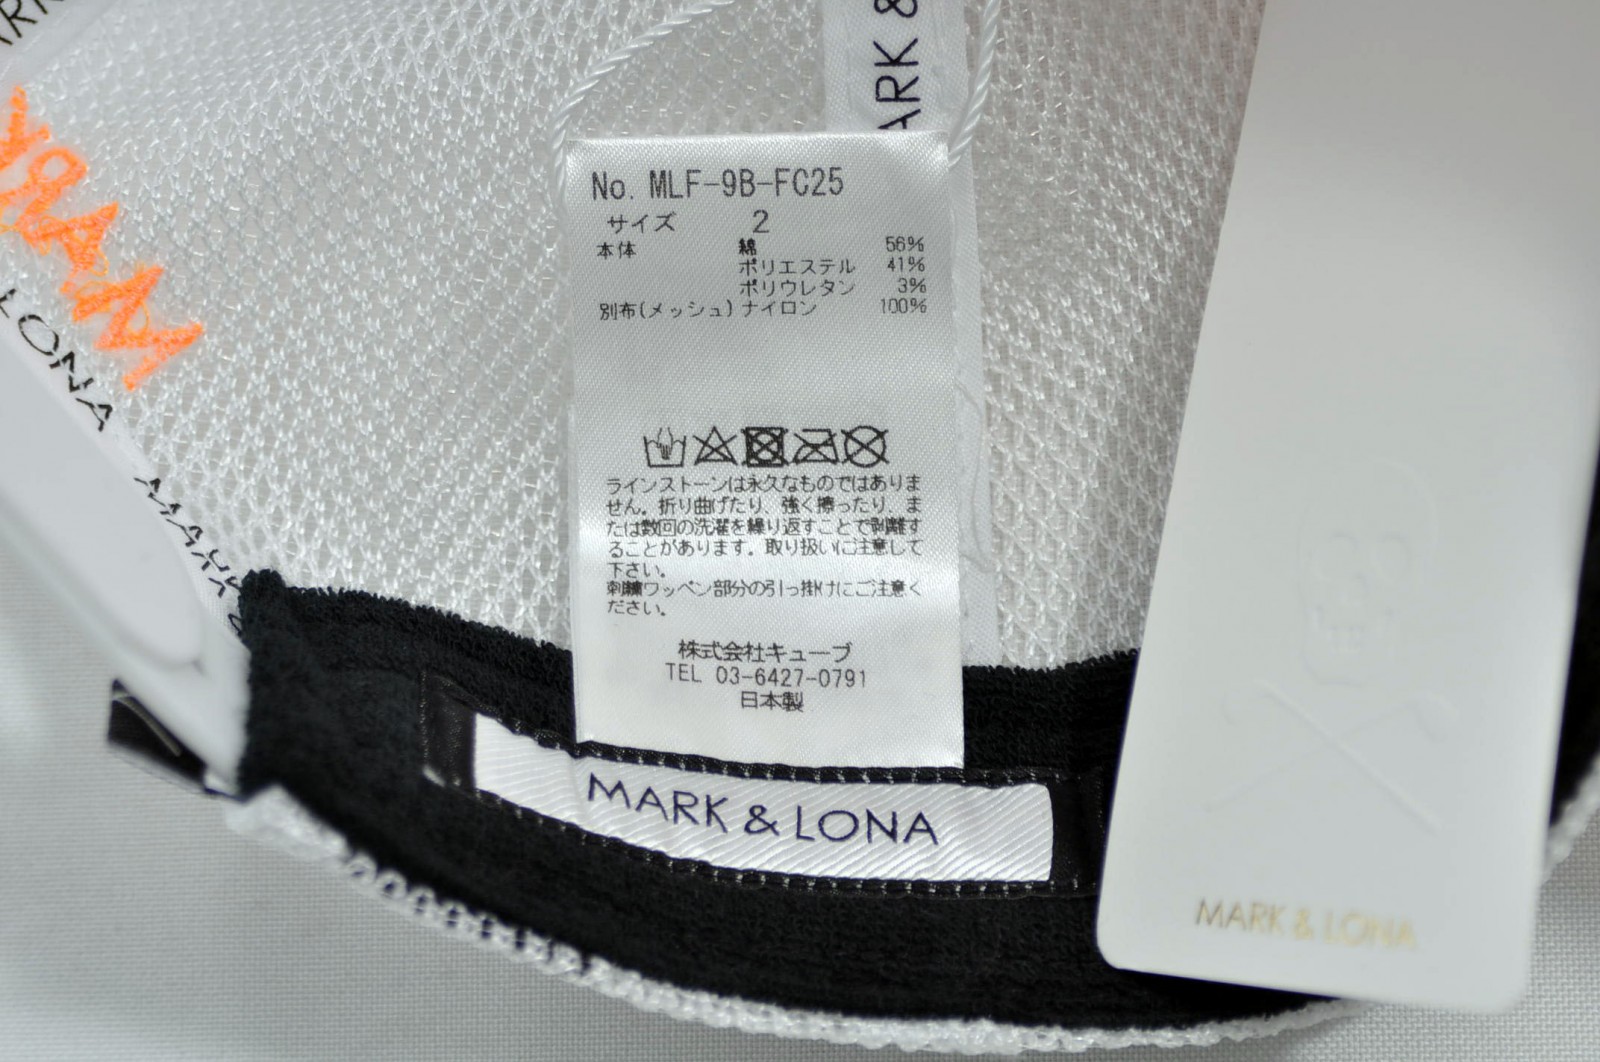 ARK &
No. MLF-9B-FC25
サイズ 2
本体 綿 56%
ポリエステル 41%
ポリウレタン 3%
別布(メッシュ) ナイロン 100%
ラインストーンは永久なものではありま
せん。折り曲げたり、強く擦ったり、ま
たは数回の洗濯を繰り返すことで剥離す
ることがあります。取り扱いにご注意して
下さい。
刺繍ワッペン部分の引っ掛けにご注意く
ださい。
株式会社キューブ
TEL 03-6427-0791
日本製
MARK & LONA
MARK & LONA
MARK
LONA
MARK &